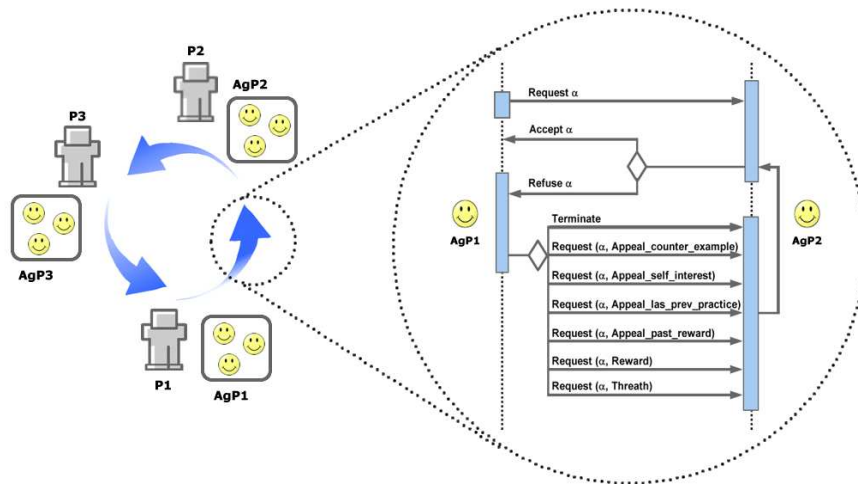 P2
AgP2
P3
AgP3
P1
AgP1
Request α
Accept α
Refuse α
AgP1
AgP2
Terminate
Request (α, Appeal_counter_example)
Request (α, Appeal_self_interest)
Request (α, Appeal_las_prev_practice)
Request (α, Appeal_past_reward)
Request (α, Reward)
Request (α, Threath)